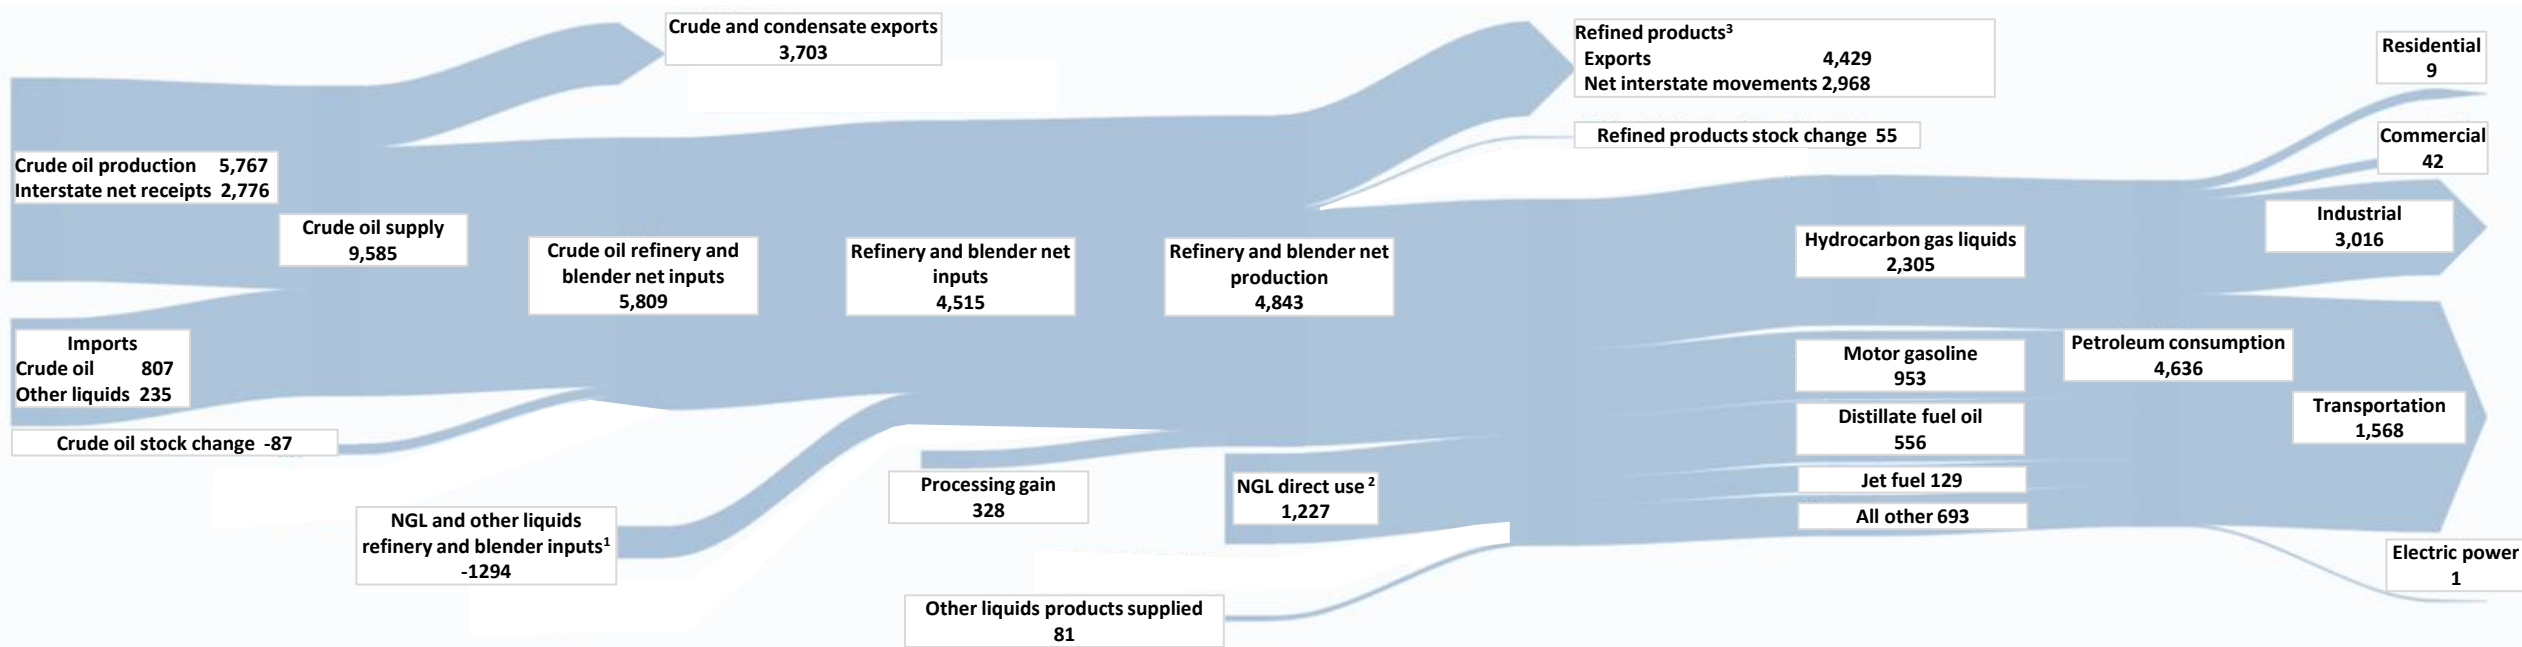 Crude and condensate exports
3,703
Refined products³
Exports 4,429
Net interstate movements 2,968
Residential
9
Refined products stock change 55
Commercial
42
Crude oil production 5,767
Interstate net receipts 2,776
Crude oil supply
9,585
Crude oil refinery and
blender net inputs
5,809
Refinery and blender net
inputs
4,515
Refinery and blender net
production
4,843
Hydrocarbon gas liquids
2,305
Industrial
3,016
Imports
Crude oil 807
Other liquids 235
Motor gasoline
953
Petroleum consumption
4,636
Crude oil stock change -87
Distillate fuel oil
556
Transportation
1,568
Processing gain
328
NGL direct use²
1,227
Jet fuel 129
All other 693
NGL and other liquids
refinery and blender inputs¹
-1294
Electric power
1
Other liquids products supplied
81